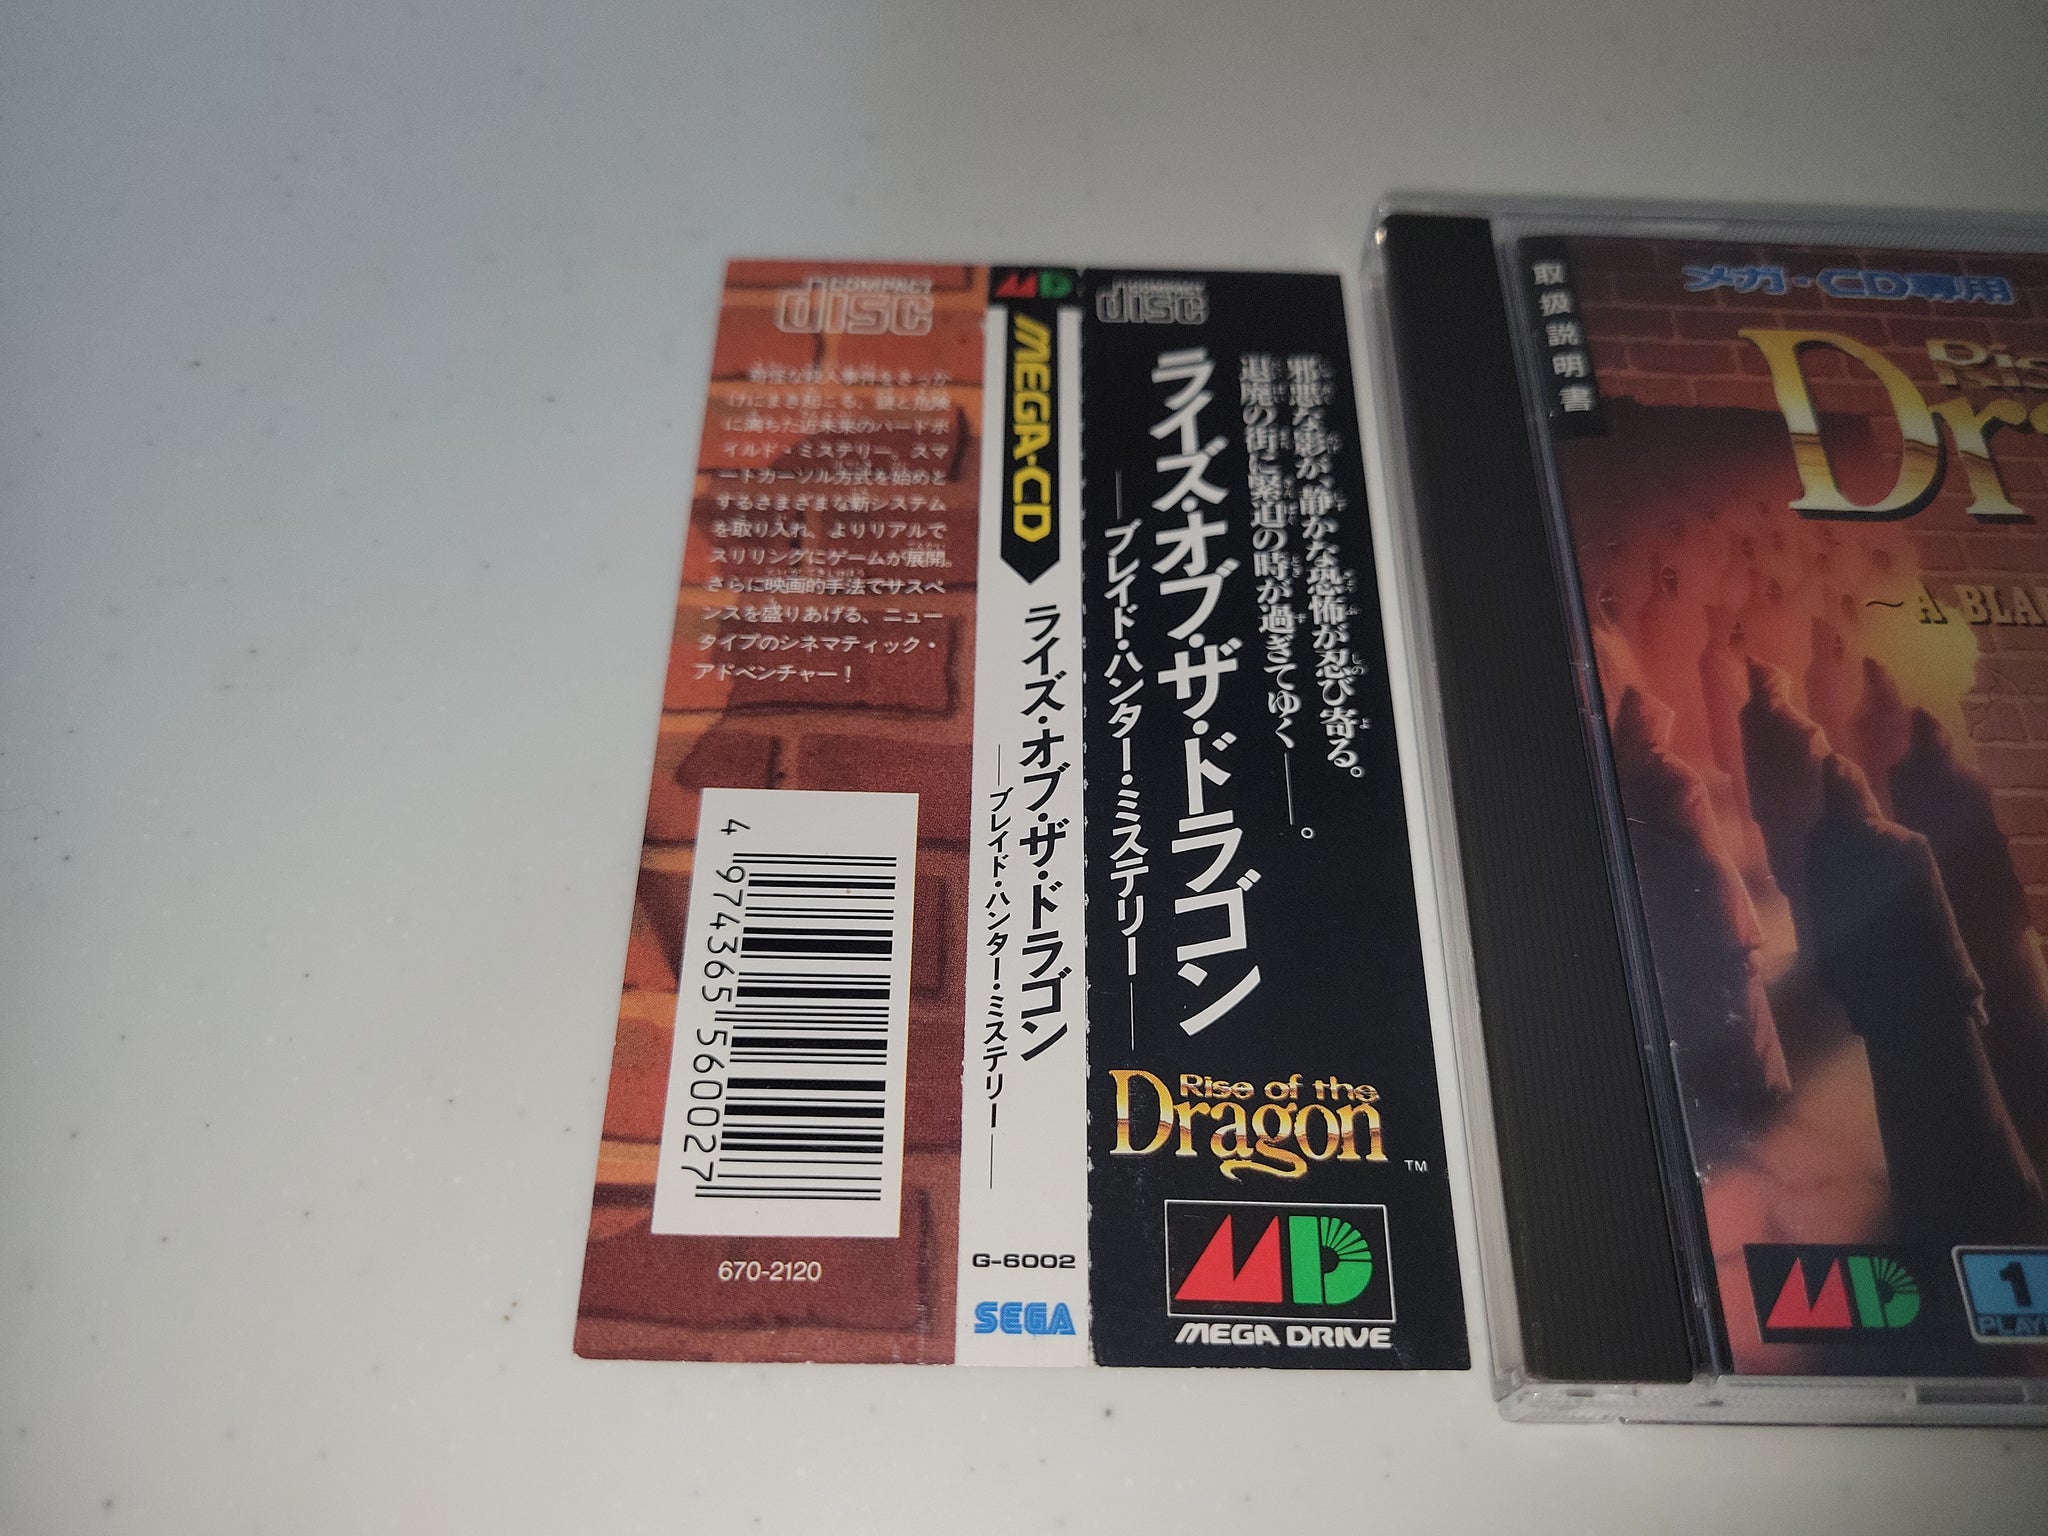 COMPACT
disc
奇怪な殺人事件をきっか
けにまき起こる、謎と危険
に満ちた近未来のハードボ
イルド・ミステリー。スマ
ートカーソル方式を始めと
するさまざまな新システム
を取り入れ、よりリアルで
スリリングにゲームが展開。
さらに映画的手法でサスペ
ンスを盛りあげる、ニュー
タイプのシネマティック・
アドベンチャー！
4 974365 560027
670-2120
MD
MEGA-CD
ライズ・オブ・ザ・ドラゴン
—ブレイド・ハンター・ミステリー—
G-6002
SEGA
COMPACT
disc
邪悪な影が、静かな恐怖が忍び寄る。
退廃の街に緊迫の時が過ぎてゆく——。
ライズ・オブ・ザ・ドラゴン
—ブレイド・ハンター・ミステリー—
Rise of the
Dragon
TM
MD
MEGA DRIVE
取扱説明書
メガ-CD専用
Ris
Dra
~A BLA
MD
1
PLAY